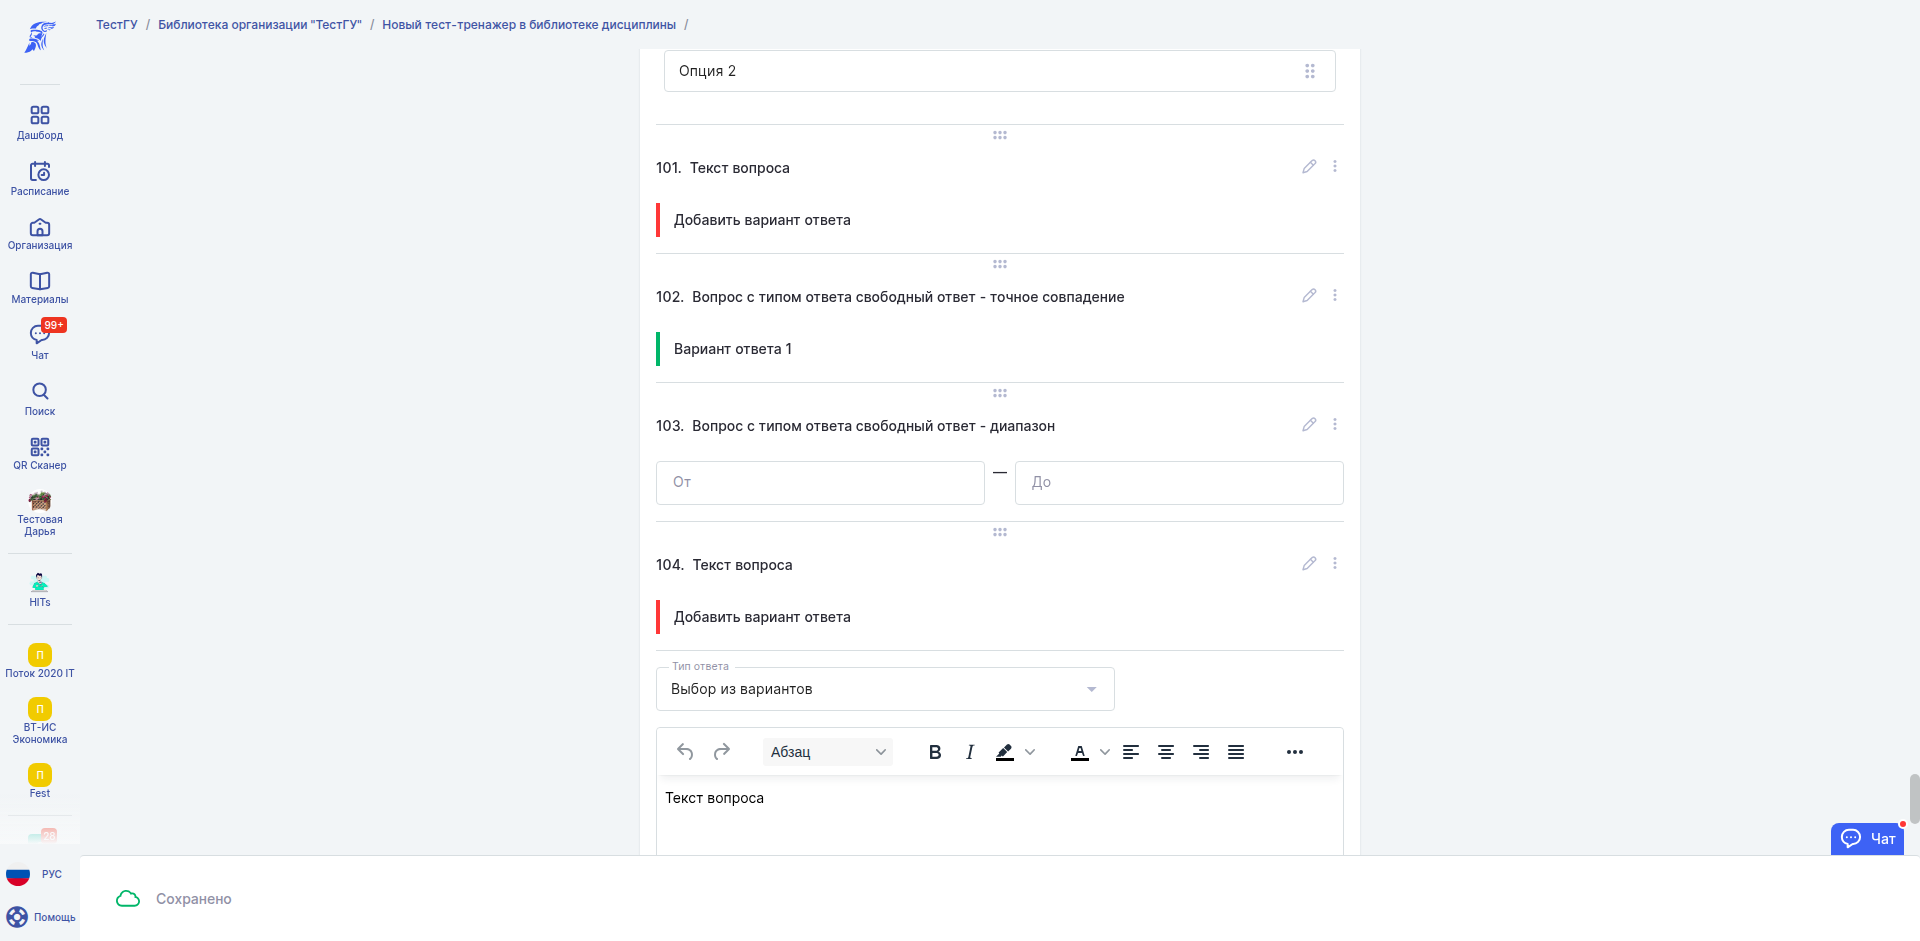 ТестГУ / Библиотека организации "ТестГУ" / Новый тест-тренажер в библиотеке дисциплины /
Дашборд
Расписание
Организация
Материалы
99+
Чат
Поиск
QR Сканер
Тестовая
Дарья
HITs
П
Поток 2020 IT
П
ВТ-ИС
Экономика
П
Fest
28
РУС
Помощь
Опция 2
101. Текст вопроса
Добавить вариант ответа
102. Вопрос с типом ответа свободный ответ - точное совпадение
Вариант ответа 1
103. Вопрос с типом ответа свободный ответ - диапазон
От — До
104. Текст вопроса
Добавить вариант ответа
Тип ответа
Выбор из вариантов
Абзац B I A
Текст вопроса
Чат
Сохранено